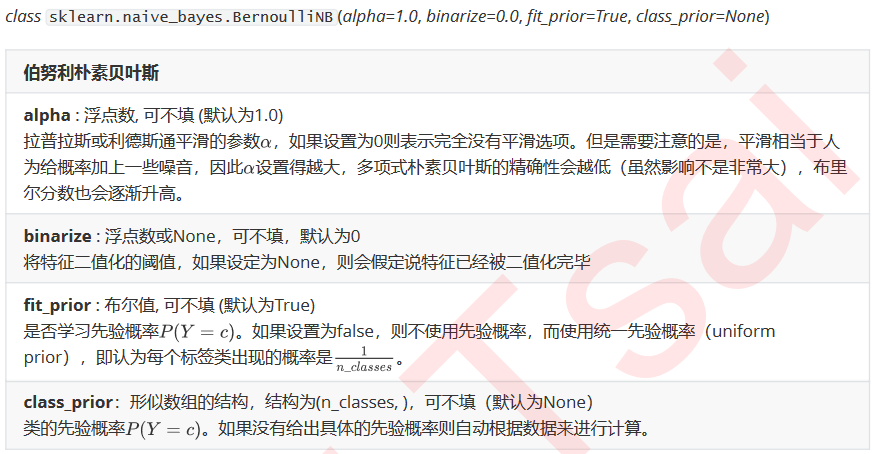 class sklearn.naive_bayes.BernoulliNB(alpha=1.0, binarize=0.0, fit_prior=True, class_prior=None)
伯努利朴素贝叶斯
alpha : 浮点数, 可不填 (默认为1.0)
拉普拉斯或利德斯通平滑的参数α，如果设置为0则表示完全没有平滑选项。但是需要注意的是，平滑相当于人
为给概率加上一些噪音，因此α设置得越大，多项式朴素贝叶斯的精确性会越低（虽然影响不是非常大），布里
尔分数也会逐渐升高。
binarize : 浮点数或None，可不填，默认为0
将特征二值化的阈值，如果设定为None，则会假定说特征已经被二值化完毕
fit_prior : 布尔值, 可不填 (默认为True)
是否学习先验概率P(Y = c)。如果设置为false，则不使用先验概率，而使用统一先验概率（uniform
prior），即认为每个标签类出现的概率是1/n_classes。
class_prior：形似数组的结构，结构为(n_classes, )，可不填（默认为None）
类的先验概率P(Y = c)。如果没有给出具体的先验概率则自动根据数据来进行计算。
Tsai